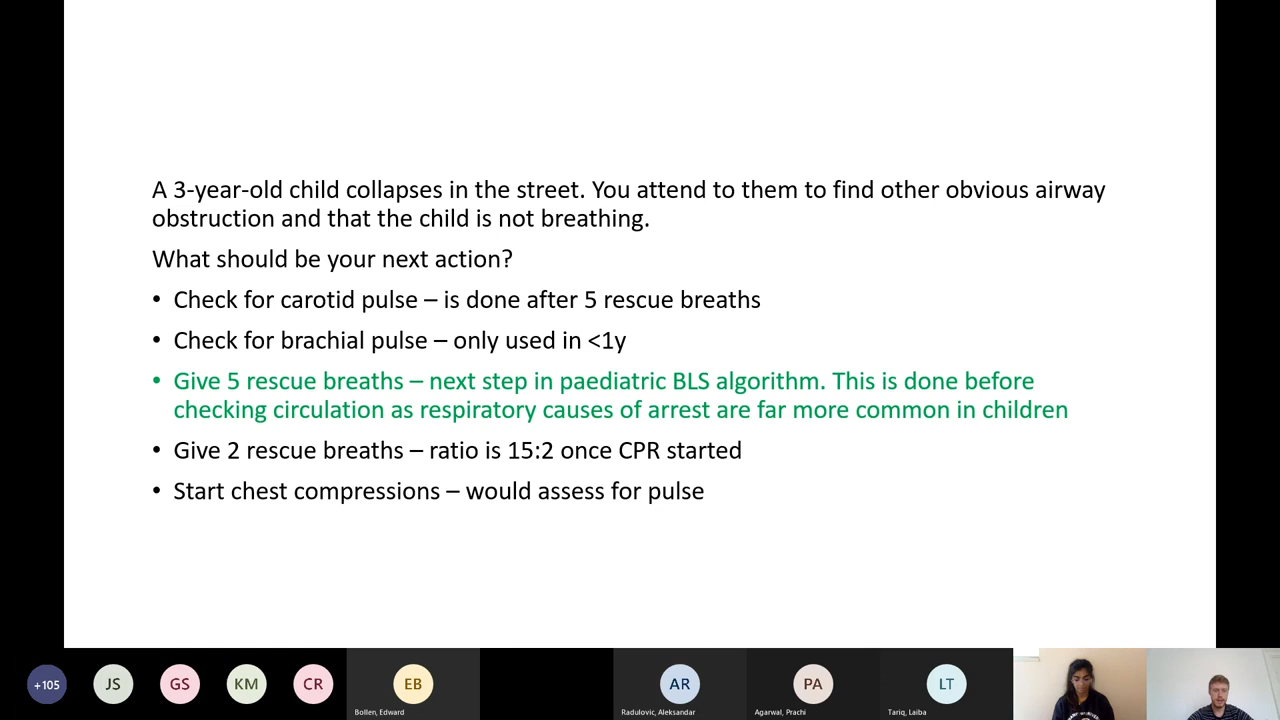 A 3-year-old child collapses in the street. You attend to them to find other obvious airway
obstruction and that the child is not breathing.
What should be your next action?
• Check for carotid pulse – is done after 5 rescue breaths
• Check for brachial pulse – only used in <1y
• Give 5 rescue breaths – next step in paediatric BLS algorithm. This is done before
checking circulation as respiratory causes of arrest are far more common in children
• Give 2 rescue breaths – ratio is 15:2 once CPR started
• Start chest compressions – would assess for pulse
+105 JS GS KM CR EB AR PA LT
Bollen, Edward Radulovic, Aleksandar Agarwal, Prachi Tariq, Laiba